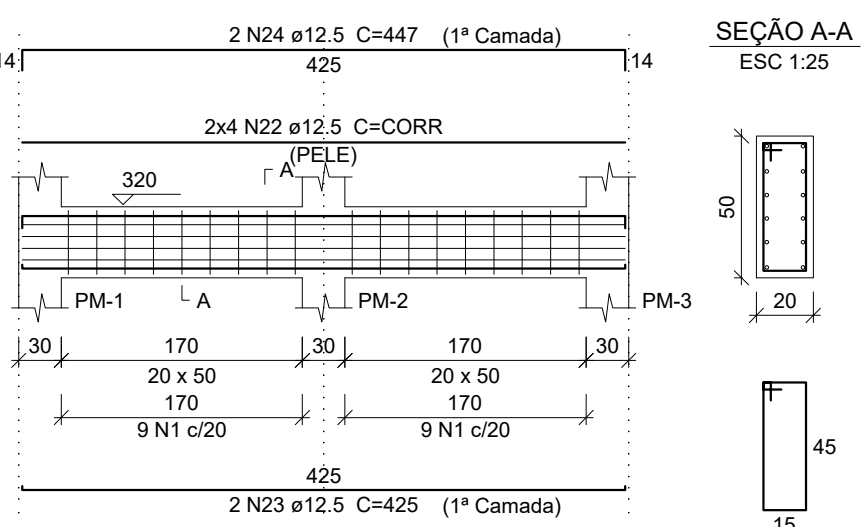 2 N24 ø12.5 C=447 (1ª Camada)
14
425
14
SEÇÃO A-A
ESC 1:25
2x4 N22 ø12.5 C=CORR
(PELE)
A
320
50
20
PM-1
A
PM-2
PM-3
30
170
30
170
30
20 x 50
20 x 50
170
170
9 N1 c/20
9 N1 c/20
45
15
425
2 N23 ø12.5 C=425 (1ª Camada)